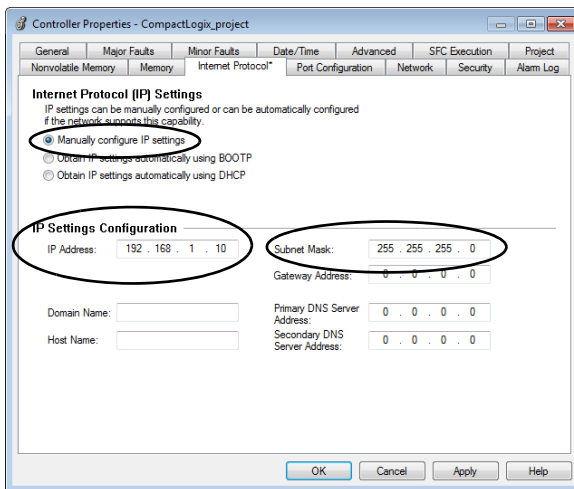 Controller Properties - CompactLogix_project
General Major Faults Minor Faults Date/Time Advanced SFC Execution Project
Nonvolatile Memory Memory Internet Protocol* Port Configuration Network Security Alarm Log
Internet Protocol (IP) Settings
IP settings can be manually configured or can be automatically configured
if the network supports this capability.
Manually configure IP settings
Obtain IP settings automatically using BOOTP
Obtain IP settings automatically using DHCP
IP Settings Configuration
IP Address: 192 . 168 . 1 . 10 Subnet Mask: 255 . 255 . 255 . 0
Gateway Address: 0 . 0 . 0 . 0
Domain Name: Primary DNS Server
Address: 0 . 0 . 0 . 0
Host Name: Secondary DNS
Server Address: 0 . 0 . 0 . 0
OK Cancel Apply Help